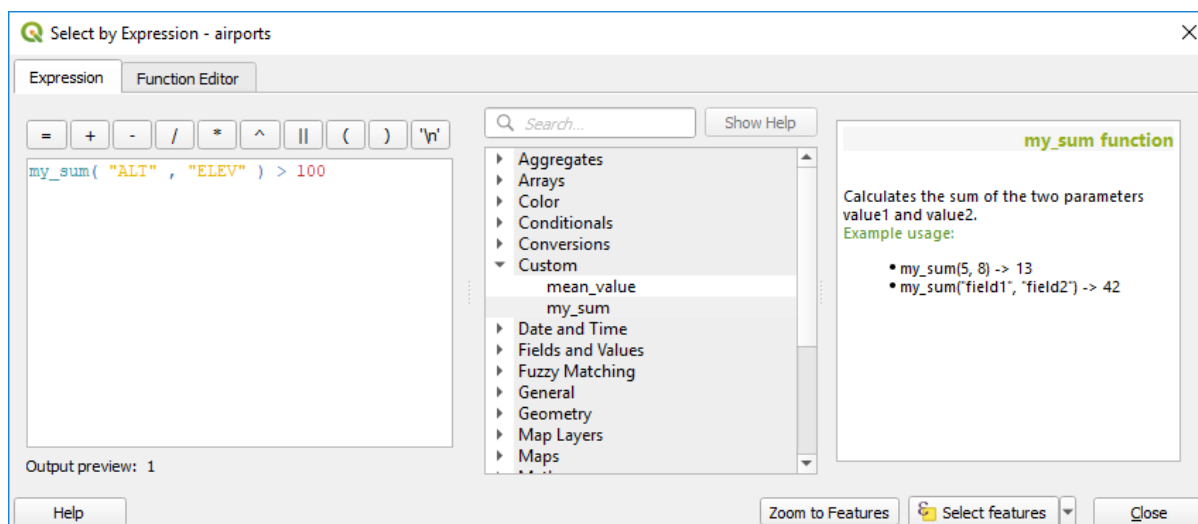 Select by Expression - airports
Expression
Function Editor
= + - / * ^ || ( ) '\n'
my_sum( "ALT" , "ELEV" ) > 100
Output preview: 1
Search...
Show Help
Aggregates
Arrays
Color
Conditionals
Conversions
Custom
mean_value
my_sum
Date and Time
Fields and Values
Fuzzy Matching
General
Geometry
Map Layers
Maps
my_sum function
Calculates the sum of the two parameters
value1 and value2.
Example usage:
• my_sum(5, 8) -> 13
• my_sum("field1", "field2") -> 42
Help
Zoom to Features
Select features
Close